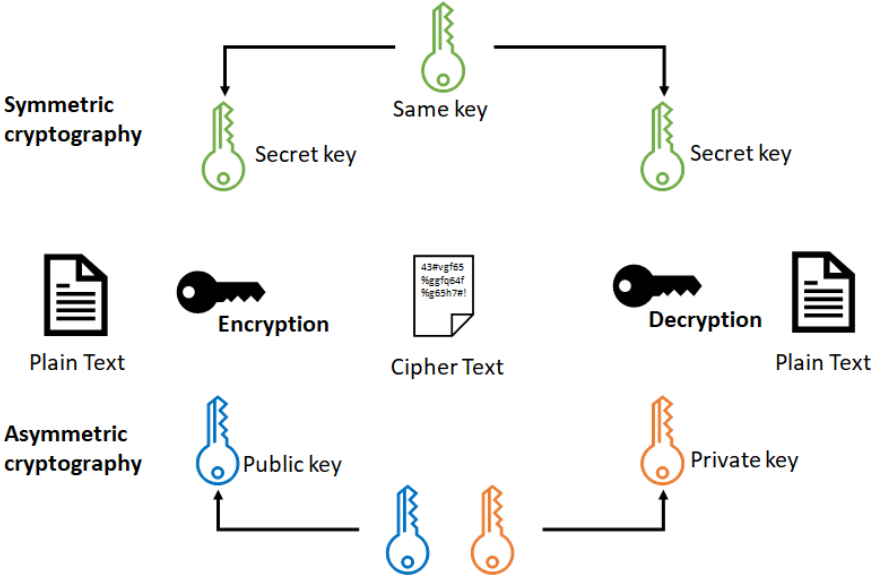 Same key
Symmetric
cryptography
Secret key
Secret key
43#vgf65
%ggfq64f
%g65h7#!
Encryption
Decryption
Plain Text
Cipher Text
Plain Text
Asymmetric
cryptography
Public key
Private key